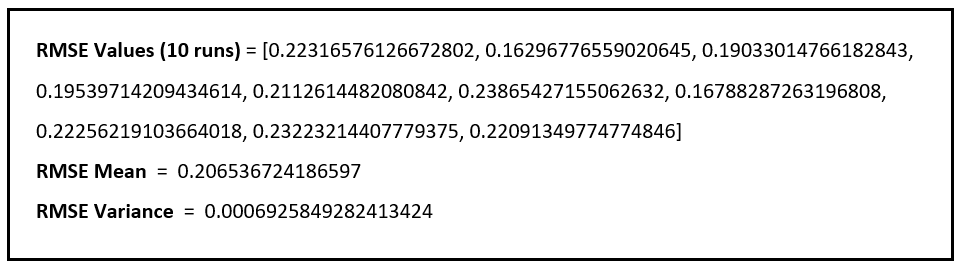 RMSE Values (10 runs) = [0.22316576126672802, 0.16296776559020645, 0.19033014766182843,
0.19539714209434614, 0.2112614482080842, 0.23865427155062632, 0.16788287263196808,
0.22256219103664018, 0.23223214407779375, 0.22091349774774846]
RMSE Mean = 0.206536724186597
RMSE Variance = 0.0006925849282413424